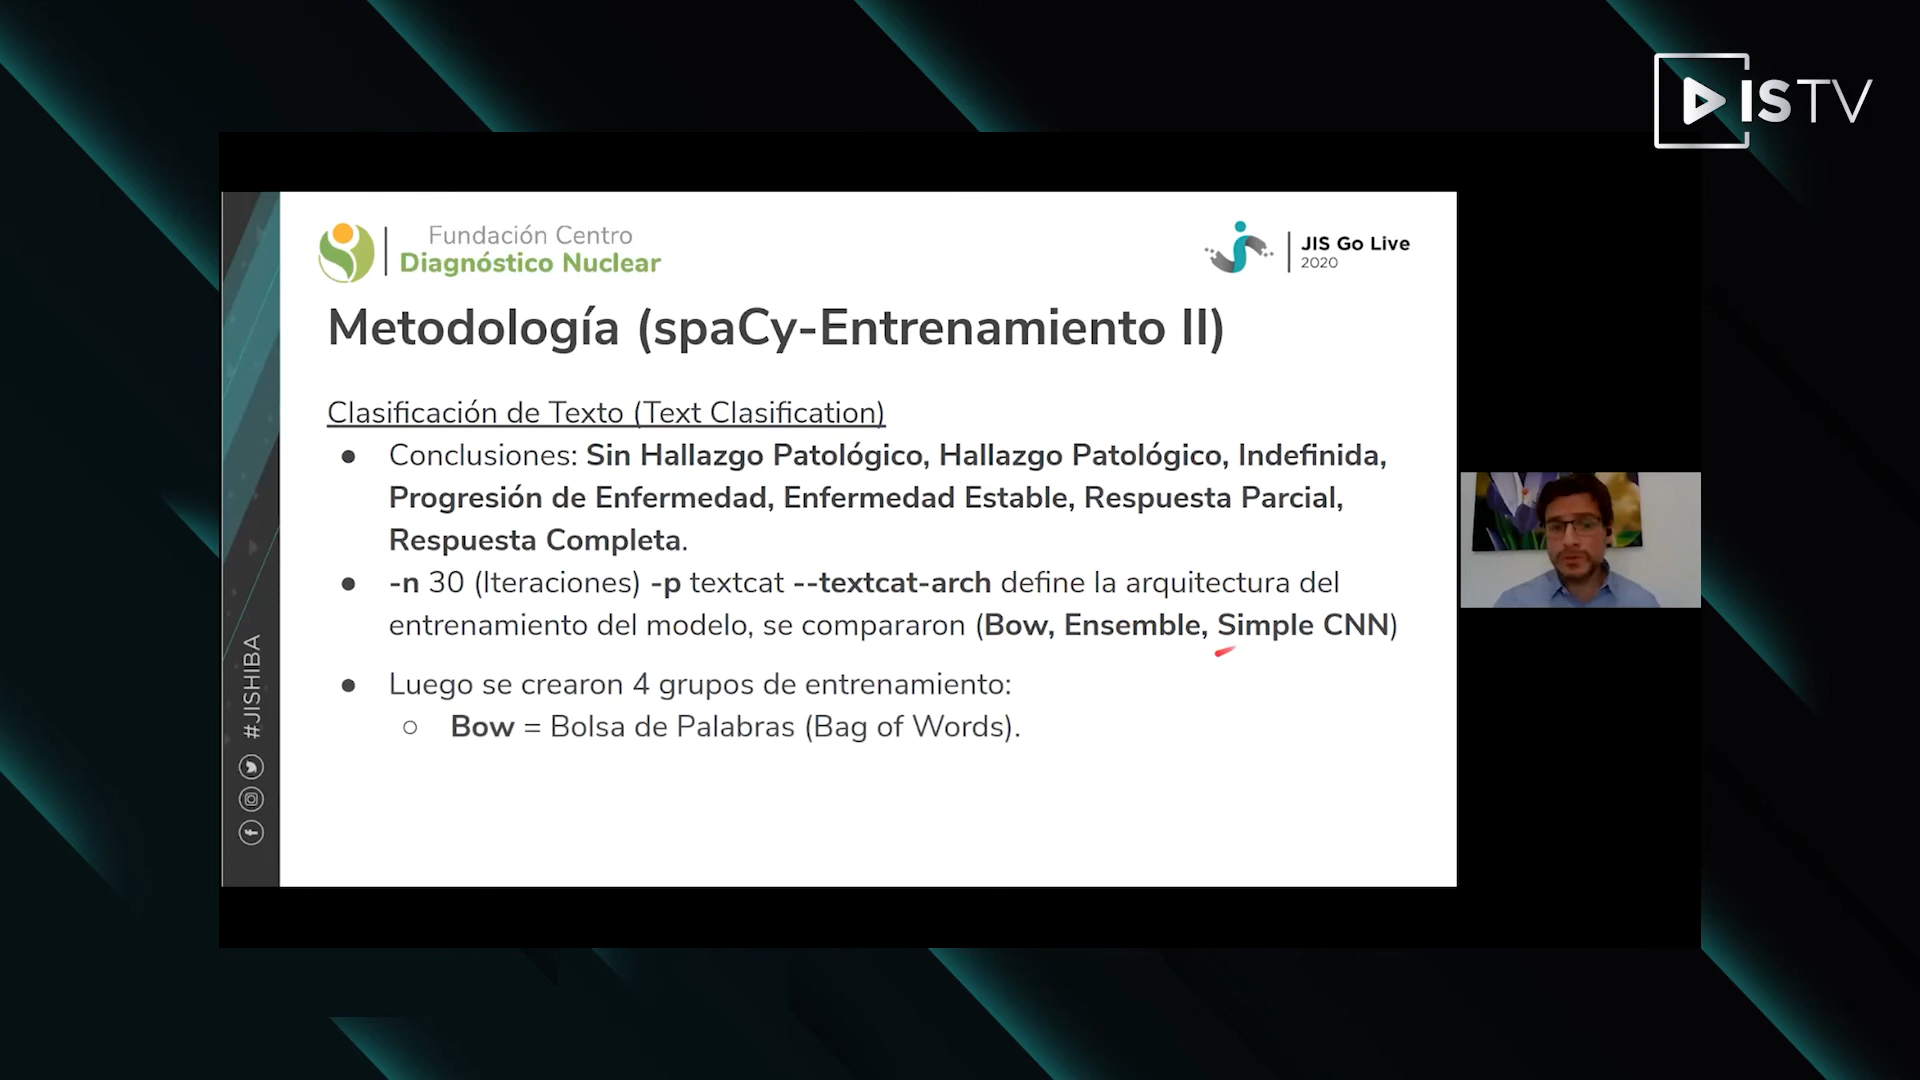 ISTV
Fundación Centro
Diagnóstico Nuclear
JIS Go Live
2020
Metodología (spaCy-Entrenamiento II)
Clasificación de Texto (Text Clasification)
● Conclusiones: Sin Hallazgo Patológico, Hallazgo Patológico, Indefinida,
Progresión de Enfermedad, Enfermedad Estable, Respuesta Parcial,
Respuesta Completa.
● -n 30 (Iteraciones) -p textcat --textcat-arch define la arquitectura del
entrenamiento del modelo, se compararon (Bow, Ensemble, Simple CNN)
● Luego se crearon 4 grupos de entrenamiento:
○ Bow = Bolsa de Palabras (Bag of Words).
#JISHIBA